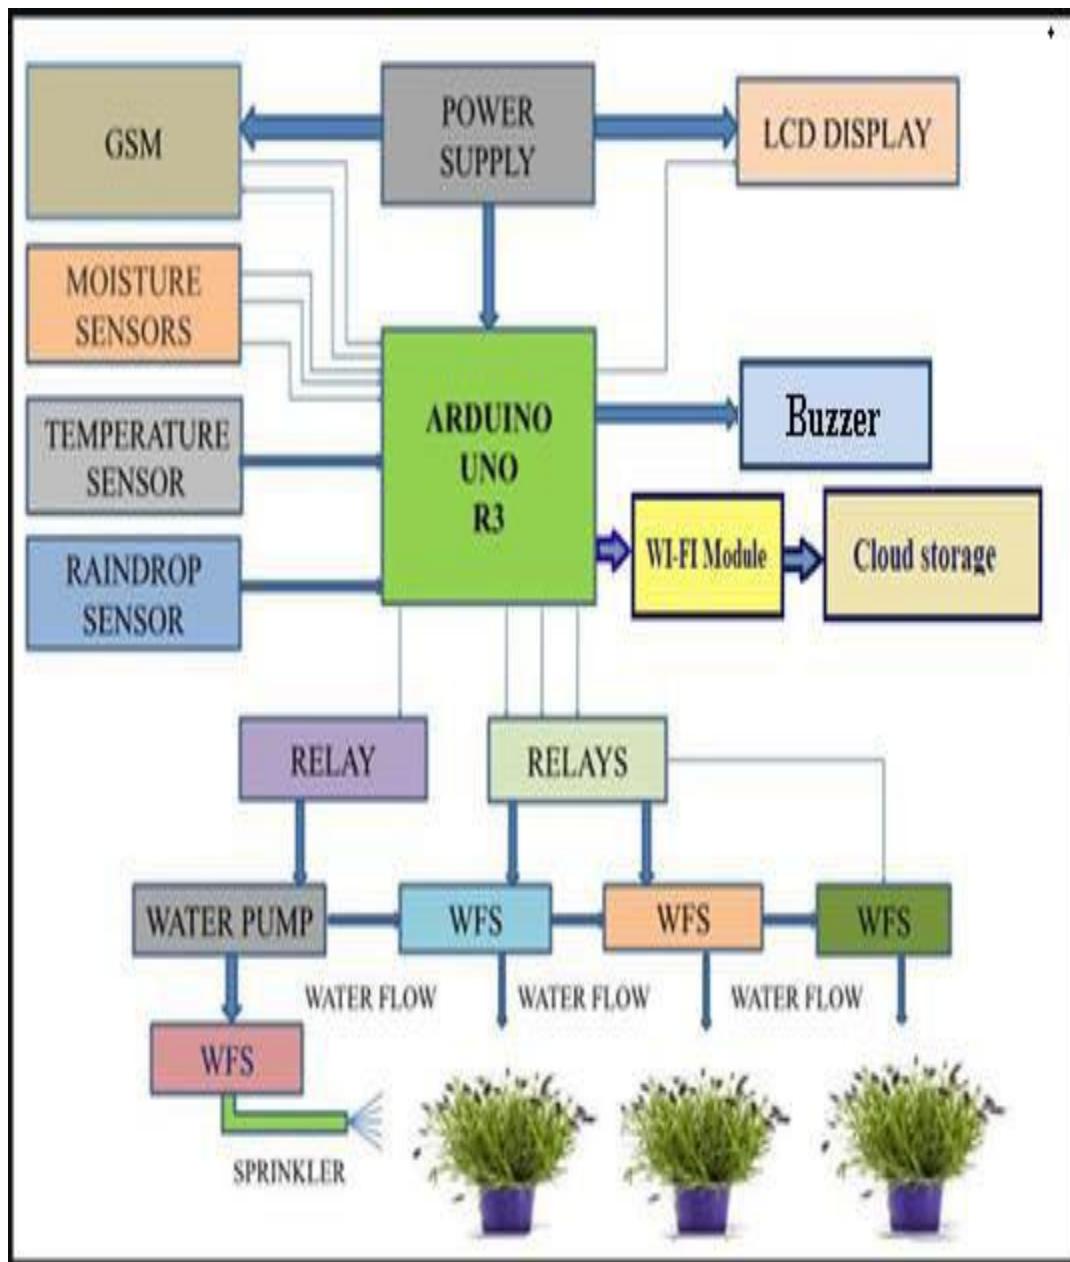 GSM
POWER
SUPPLY
LCD DISPLAY
MOISTURE
SENSORS
ARDUINO
UNO
R3
Buzzer
TEMPERATURE
SENSOR
WI-FI Module
Cloud storage
RAINDROP
SENSOR
RELAY
RELAYS
WATER PUMP
WFS
WFS
WFS
WATER FLOW
WATER FLOW
WATER FLOW
WFS
SPRINKLER